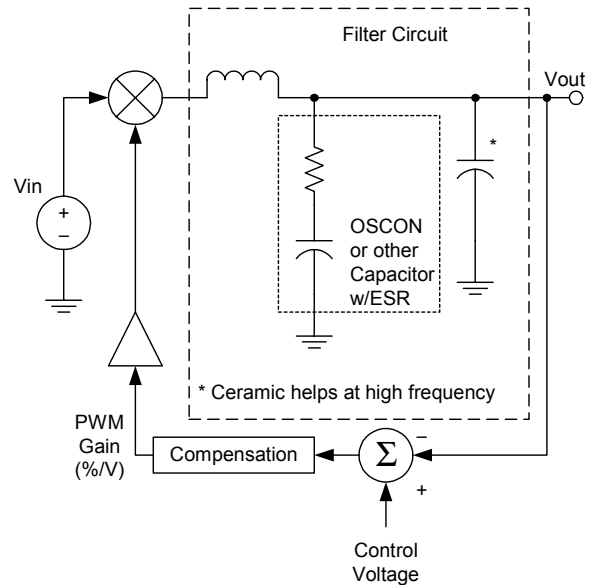 Filter Circuit
Vout
*
Vin
+
−
OSCON
or other
Capacitor
w/ESR
* Ceramic helps at high frequency
PWM
Gain
(%/V)
Compensation
Σ
−
+
Control
Voltage